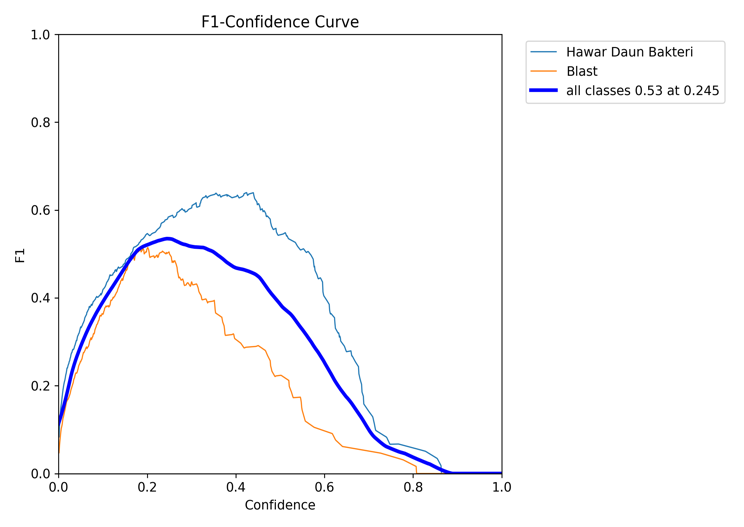 F1-Confidence Curve
Hawar Daun Bakteri
Blast
all classes 0.53 at 0.245
1.0
0.8
0.6
0.4
0.2
0.0
F1
0.0 0.2 0.4 0.6 0.8 1.0
Confidence